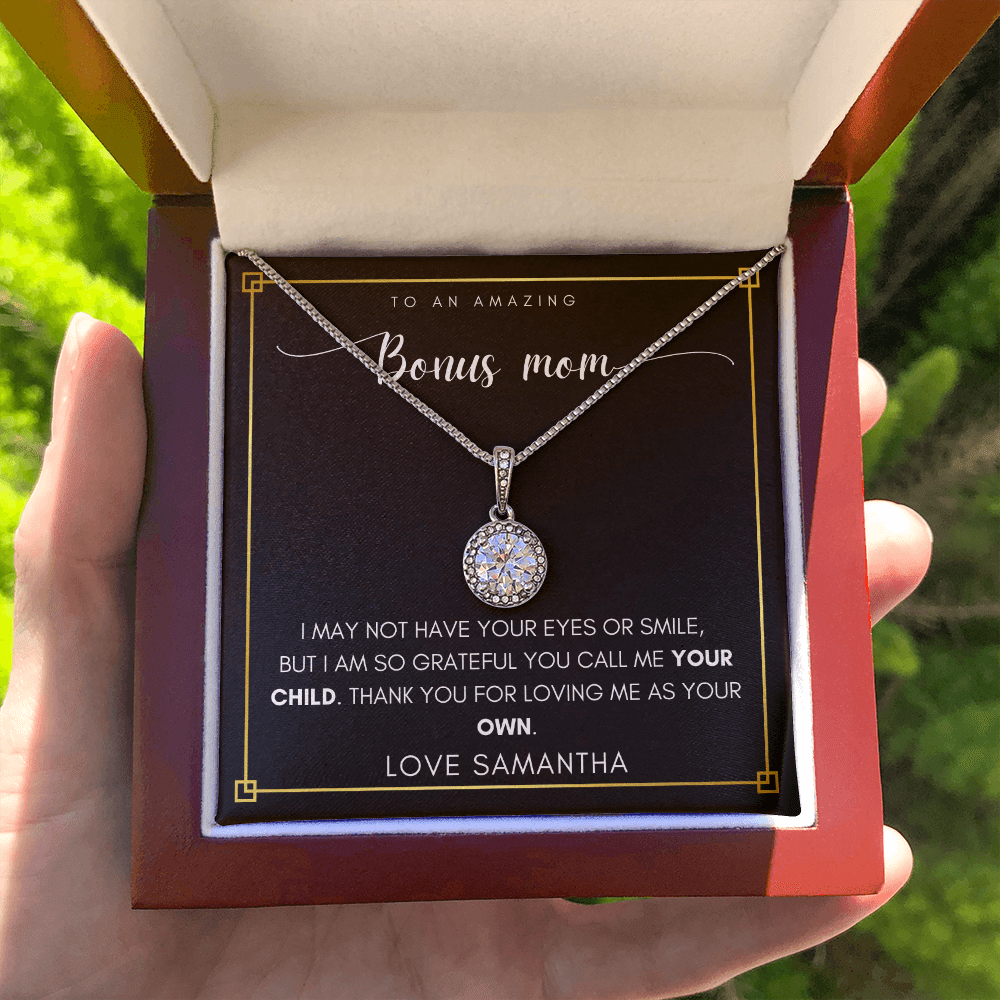 TO AN AMAZING
Bonus mom
I MAY NOT HAVE YOUR EYES OR SMILE,
BUT I AM SO GRATEFUL YOU CALL ME YOUR
CHILD. THANK YOU FOR LOVING ME AS YOUR
OWN.
LOVE SAMANTHA